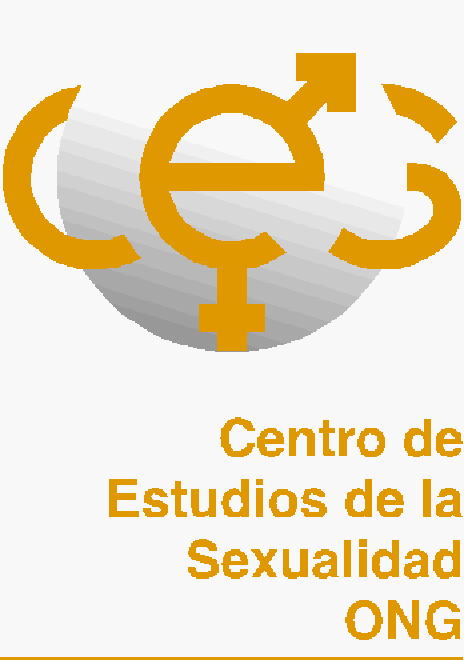 ces
Centro de
Estudios de la
Sexualidad
ONG